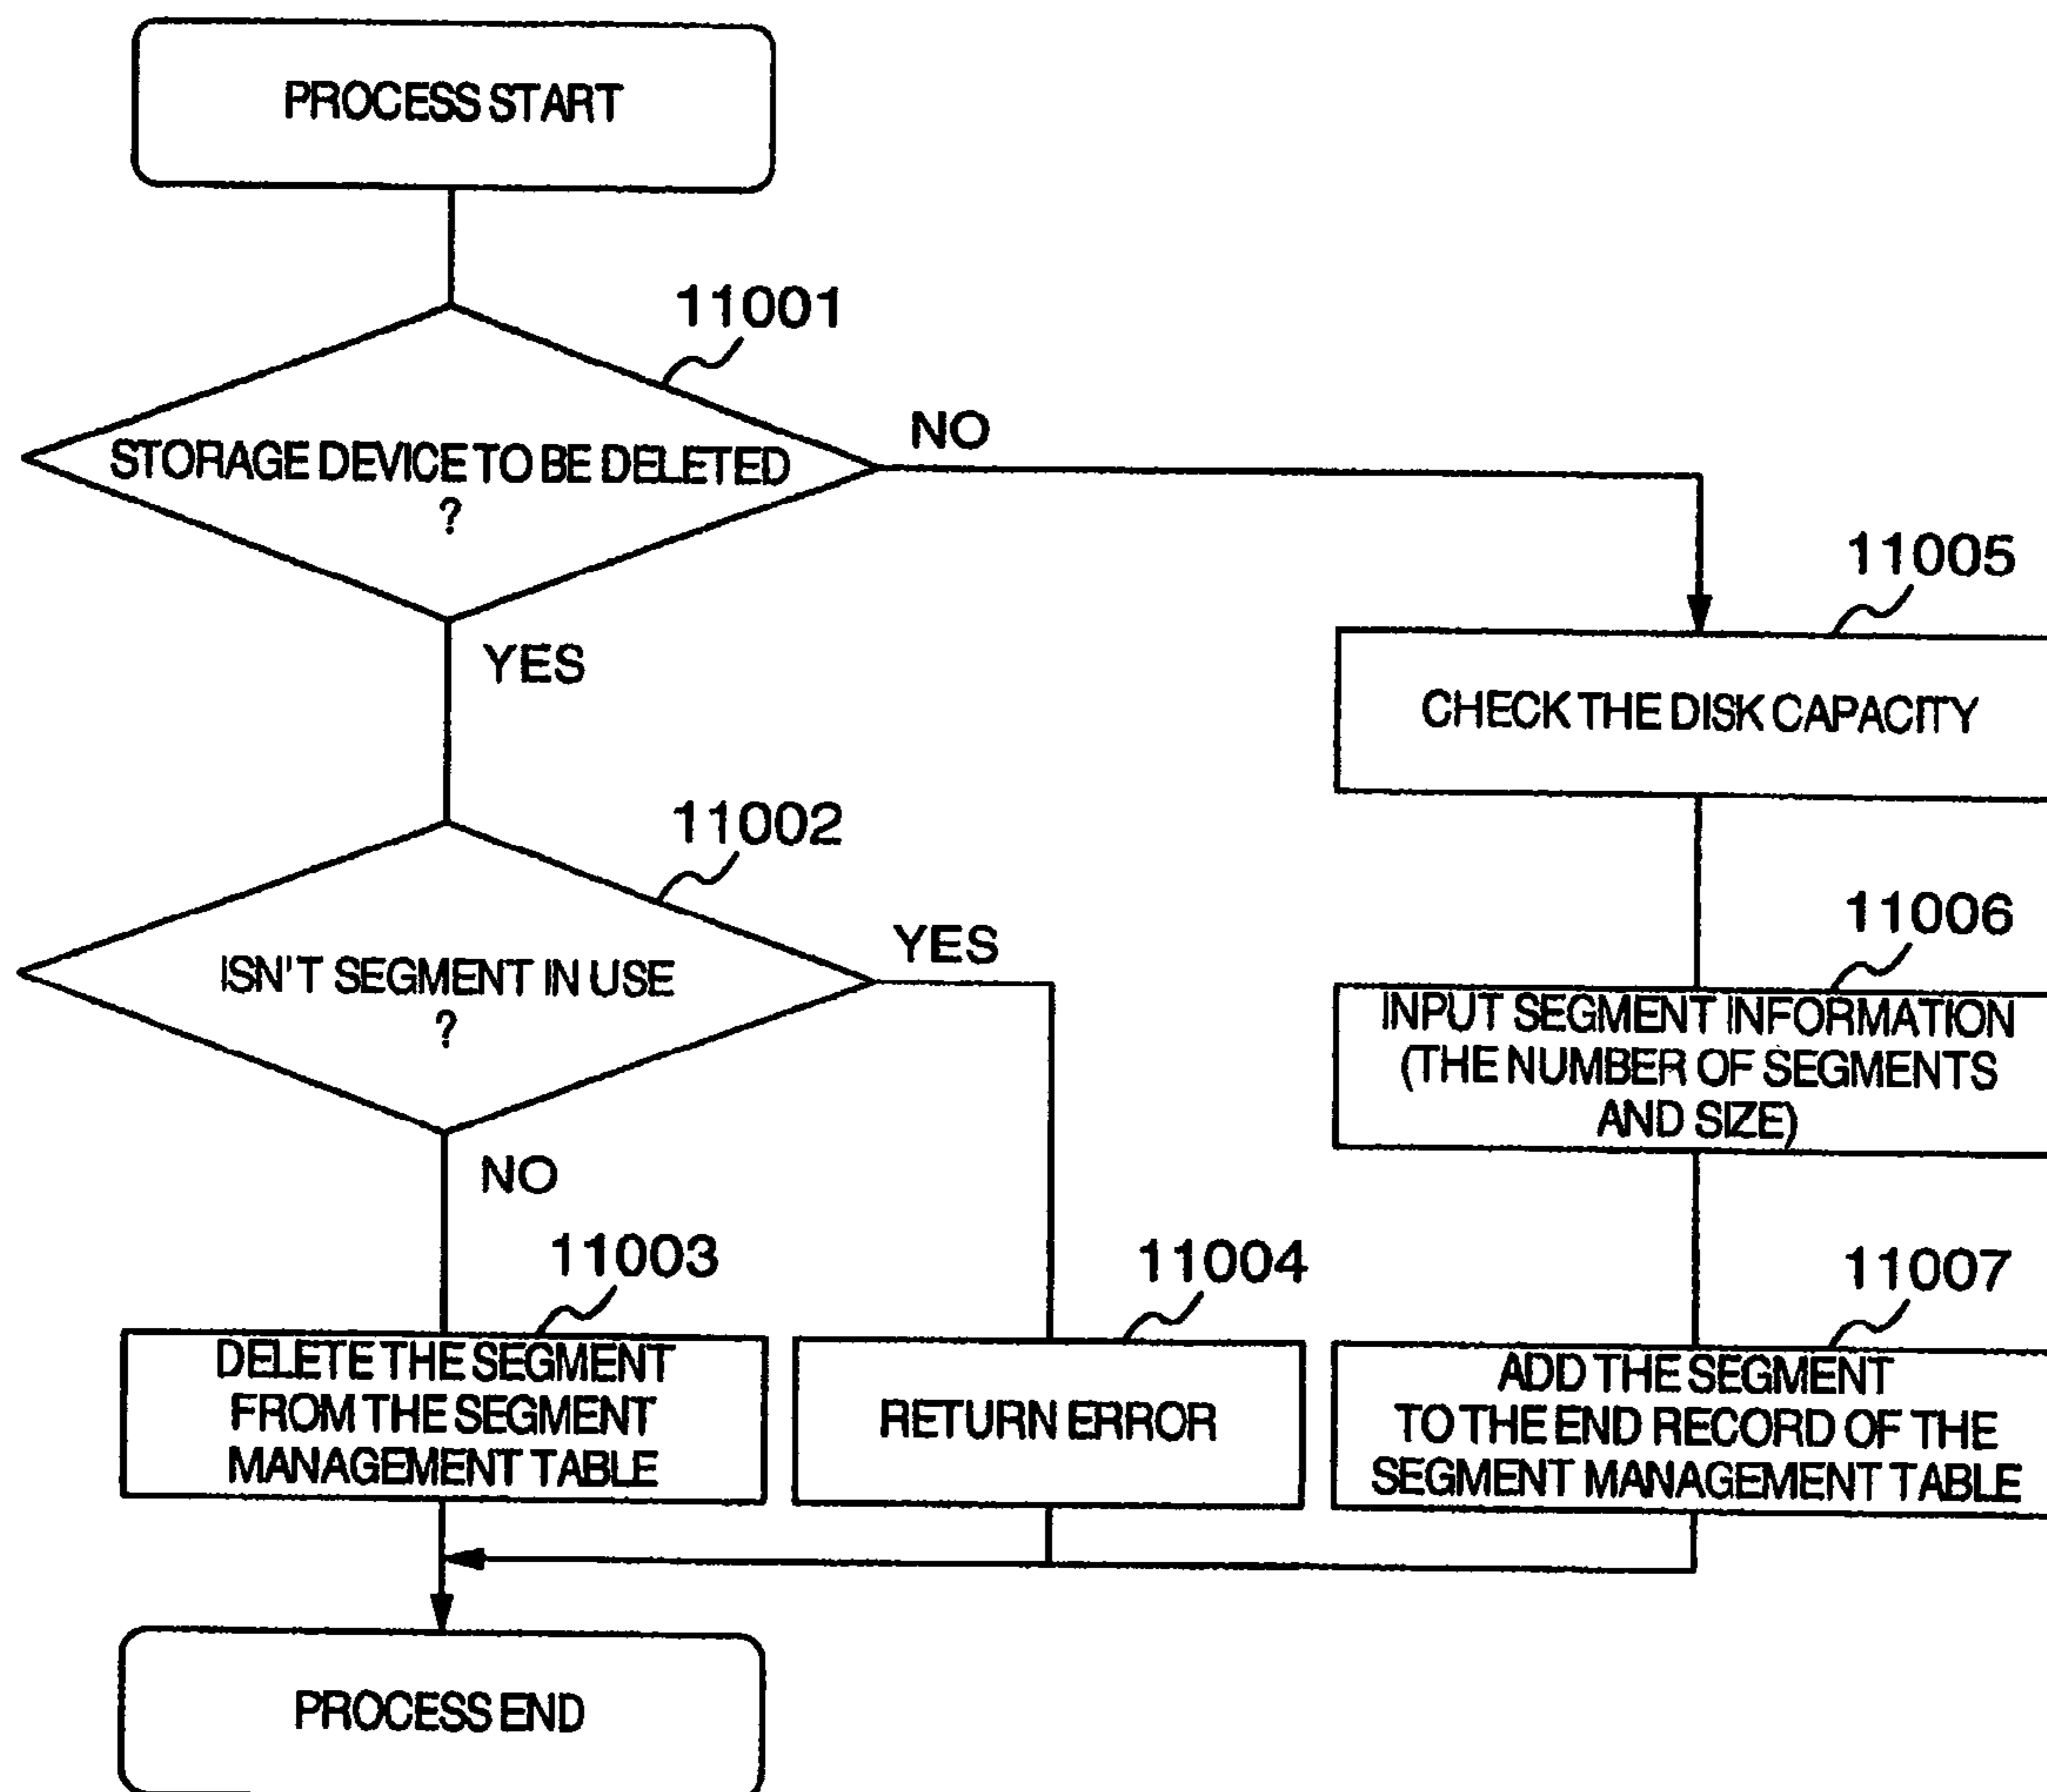 PROCESS START
11001
STORAGE DEVICE TO BE DELETED
?
NO
YES
11005
CHECK THE DISK CAPACITY
11002
ISN'T SEGMENT IN USE
?
YES
NO
11006
INPUT SEGMENT INFORMATION
(THE NUMBER OF SEGMENTS
AND SIZE)
11003
DELETE THE SEGMENT
FROM THE SEGMENT
MANAGEMENT TABLE
11004
RETURN ERROR
11007
ADD THE SEGMENT
TO THE END RECORD OF THE
SEGMENT MANAGEMENT TABLE
PROCESS END